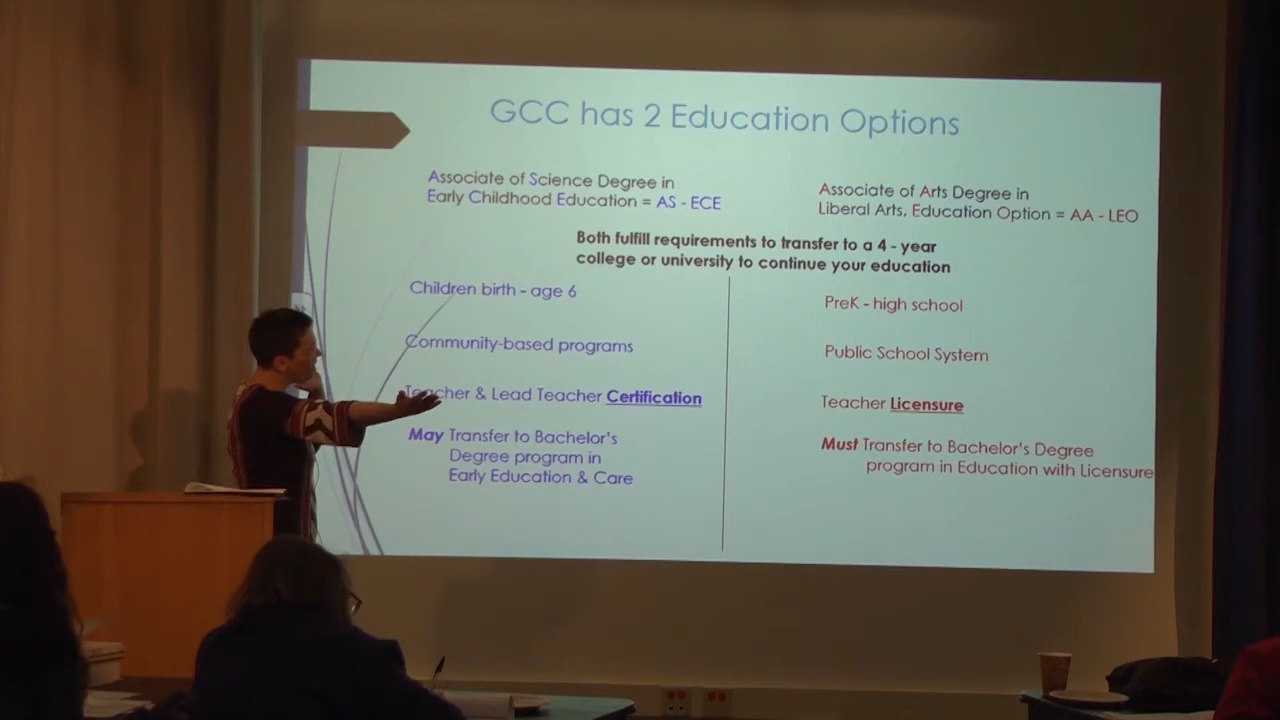 GCC has 2 Education Options
Associate of Science Degree in
Early Childhood Education = AS - ECE
Associate of Arts Degree in
Liberal Arts, Education Option = AA - LEO
Both fulfill requirements to transfer to a 4 - year
college or university to continue your education
Children birth - age 6
Community-based programs
Teacher & Lead Teacher Certification
May Transfer to Bachelor's
Degree program in
Early Education & Care
PreK - high school
Public School System
Teacher Licensure
Must Transfer to Bachelor's Degree
program in Education with Licensure